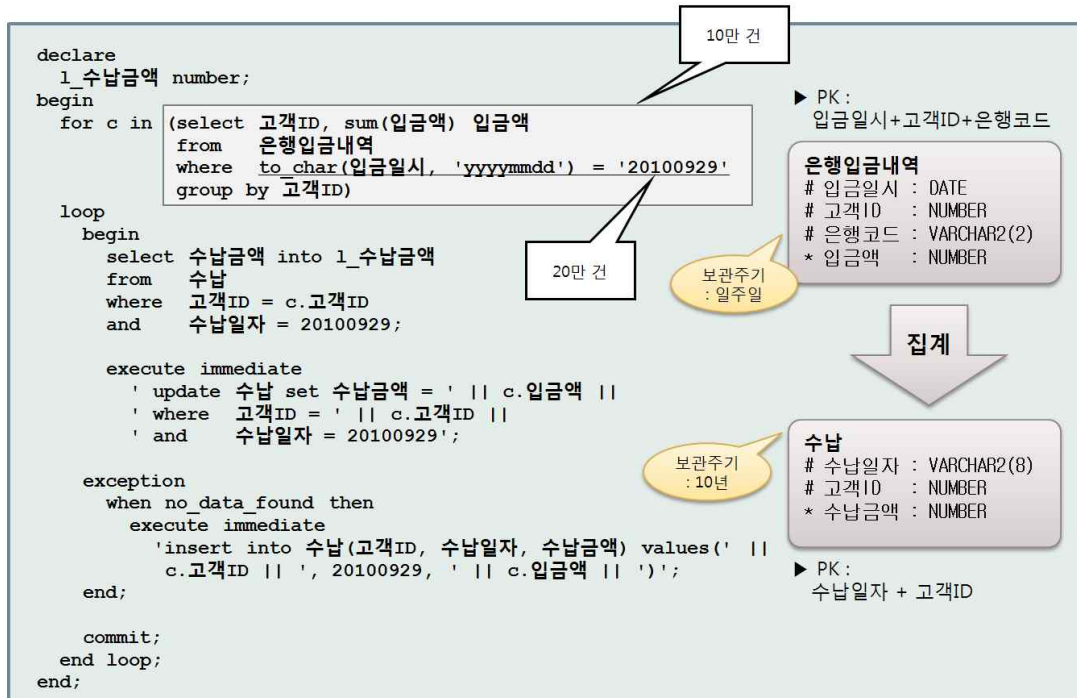 declare
  l_수납금액 number;
begin
  for c in (select 고객ID, sum(입금액) 입금액
            from   은행입금내역
            where  to_char(입금일시, 'yyyymmdd') = '20100929'
            group by 고객ID)
  loop
    begin
      select 수납금액 into l_수납금액
      from   수납
      where  고객ID = c.고객ID
      and    수납일자 = 20100929;
      execute immediate
        ' update 수납 set 수납금액 = ' || c.입금액 ||
        ' where  고객ID = ' || c.고객ID ||
        ' and    수납일자 = 20100929';
    exception
      when no_data_found then
        execute immediate
          'insert into 수납(고객ID, 수납일자, 수납금액) values(' ||
           c.고객ID || ', 20100929, ' || c.입금액 || ')';
    end;
    commit;
  end loop;
end;
10만 건
20만 건
▶ PK :
입금일시+고객ID+은행코드
은행입금내역
# 입금일시 : DATE
# 고객ID : NUMBER
# 은행코드 : VARCHAR2(2)
* 입금액 : NUMBER
보관주기
: 일주일
집계
수납
# 수납일자 : VARCHAR2(8)
# 고객ID : NUMBER
* 수납금액 : NUMBER
보관주기
: 10년
▶ PK :
수납일자 + 고객ID